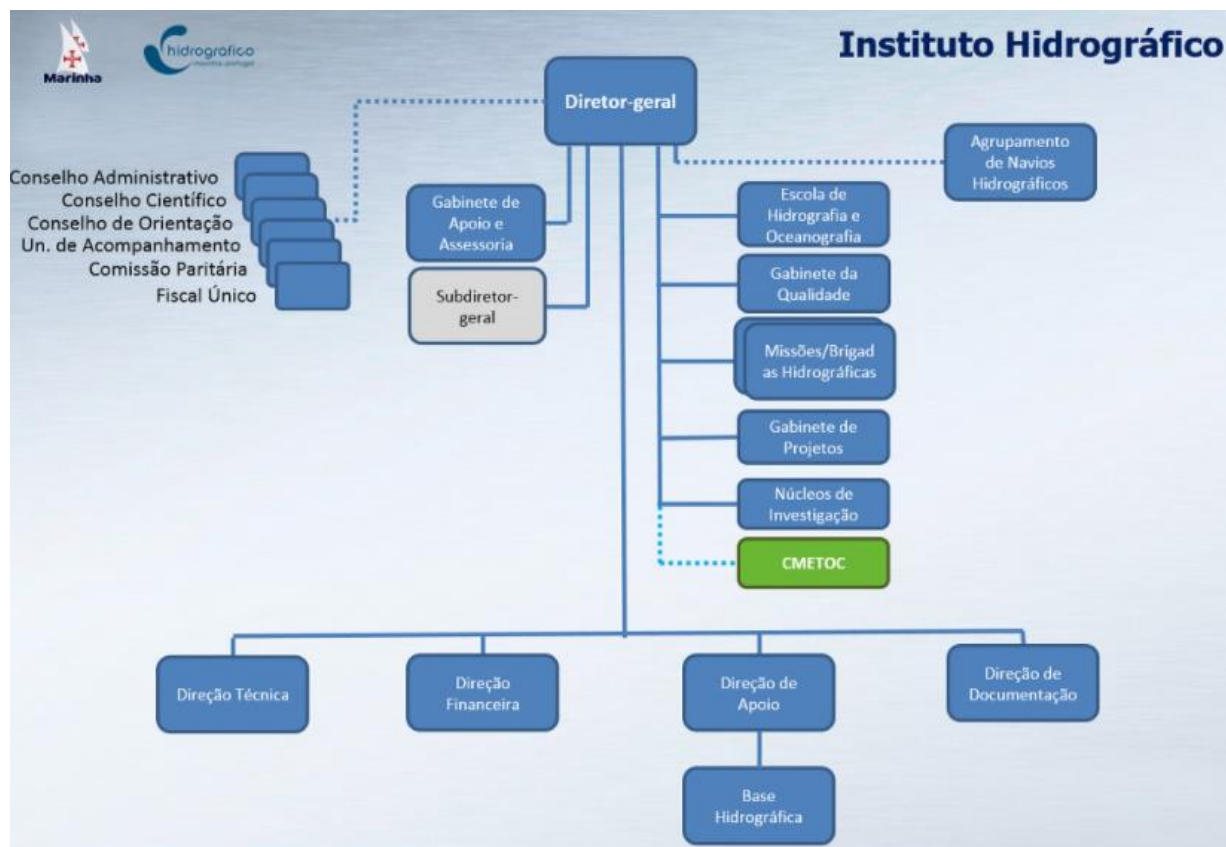 Marinha
hidrográfico
marinha portugal
Instituto Hidrográfico
Diretor-geral
Agrupamento
de Navios
Hidrográficos
Conselho Administrativo
Conselho Científico
Conselho de Orientação
Un. de Acompanhamento
Comissão Paritária
Fiscal Único
Gabinete de
Apoio e
Assessoria
Subdiretor-
geral
Escola de
Hidrografia e
Oceanografia
Gabinete da
Qualidade
Missões/Brigad
as Hidrográficas
Gabinete de
Projetos
Núcleos de
Investigação
CMETOC
Direção Técnica
Direção
Financeira
Direção de
Apoio
Direção de
Documentação
Base
Hidrográfica